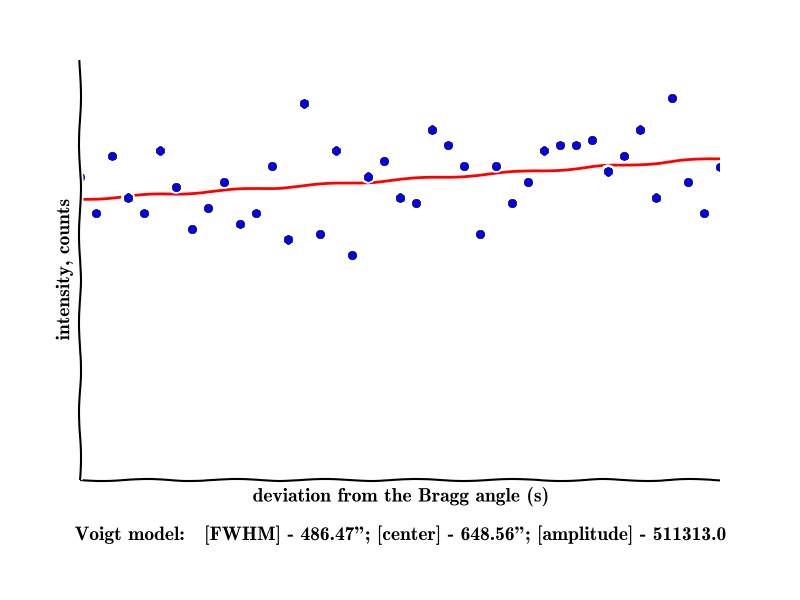 intensity, counts
deviation from the Bragg angle (s)
Voigt model: [FWHM] - 486.47”; [center] - 648.56”; [amplitude] - 511313.0